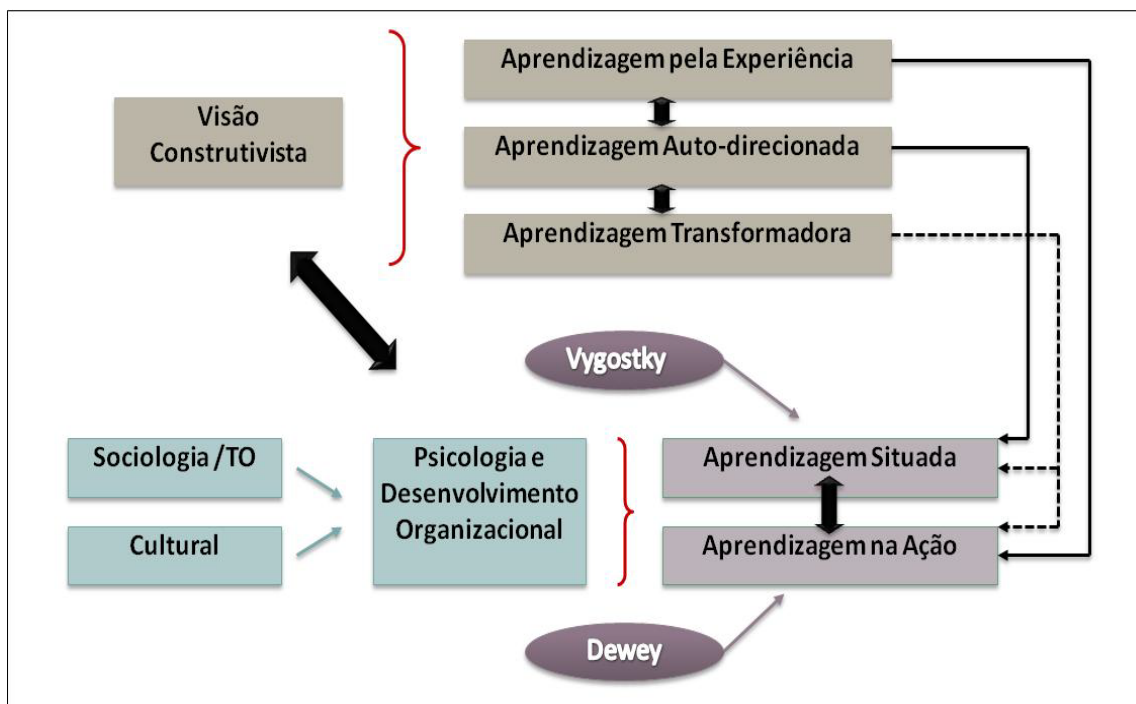 Aprendizagem pela Experiência
Visão
Construtivista
Aprendizagem Auto-direcionada
Aprendizagem Transformadora
Vygostky
Sociologia /TO
Cultural
Psicologia e
Desenvolvimento
Organizacional
Aprendizagem Situada
Aprendizagem na Ação
Dewey